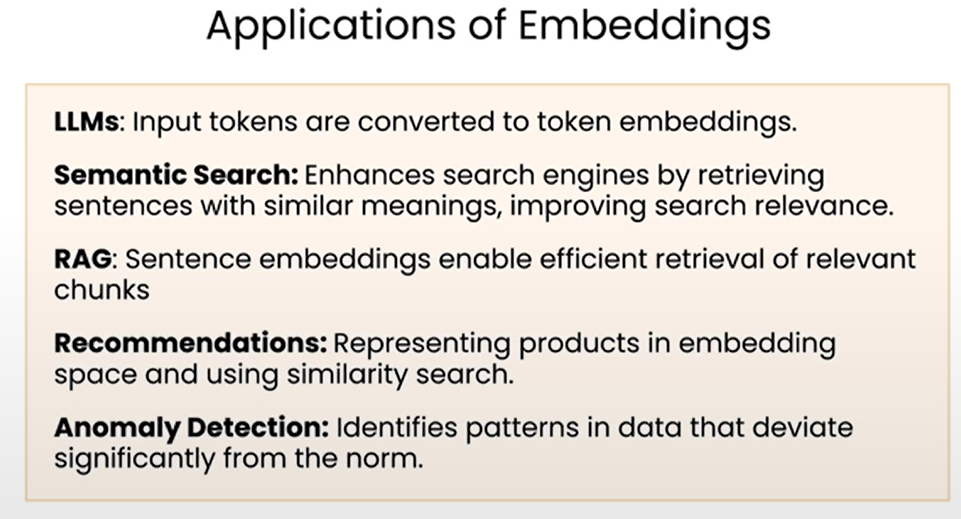 Applications of Embeddings
LLMs: Input tokens are converted to token embeddings.
Semantic Search: Enhances search engines by retrieving
sentences with similar meanings, improving search relevance.
RAG: Sentence embeddings enable efficient retrieval of relevant
chunks
Recommendations: Representing products in embedding
space and using similarity search.
Anomaly Detection: Identifies patterns in data that deviate
significantly from the norm.